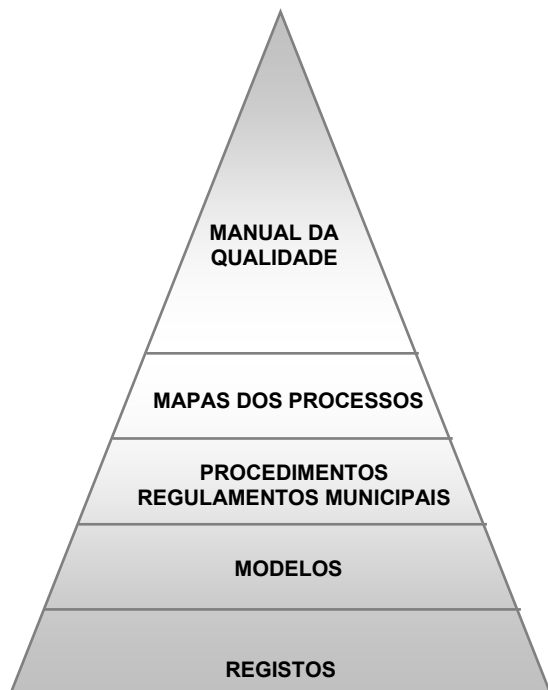 MANUAL DA
QUALIDADE
MAPAS DOS PROCESSOS
PROCEDIMENTOS
REGULAMENTOS MUNICIPAIS
MODELOS
REGISTOS